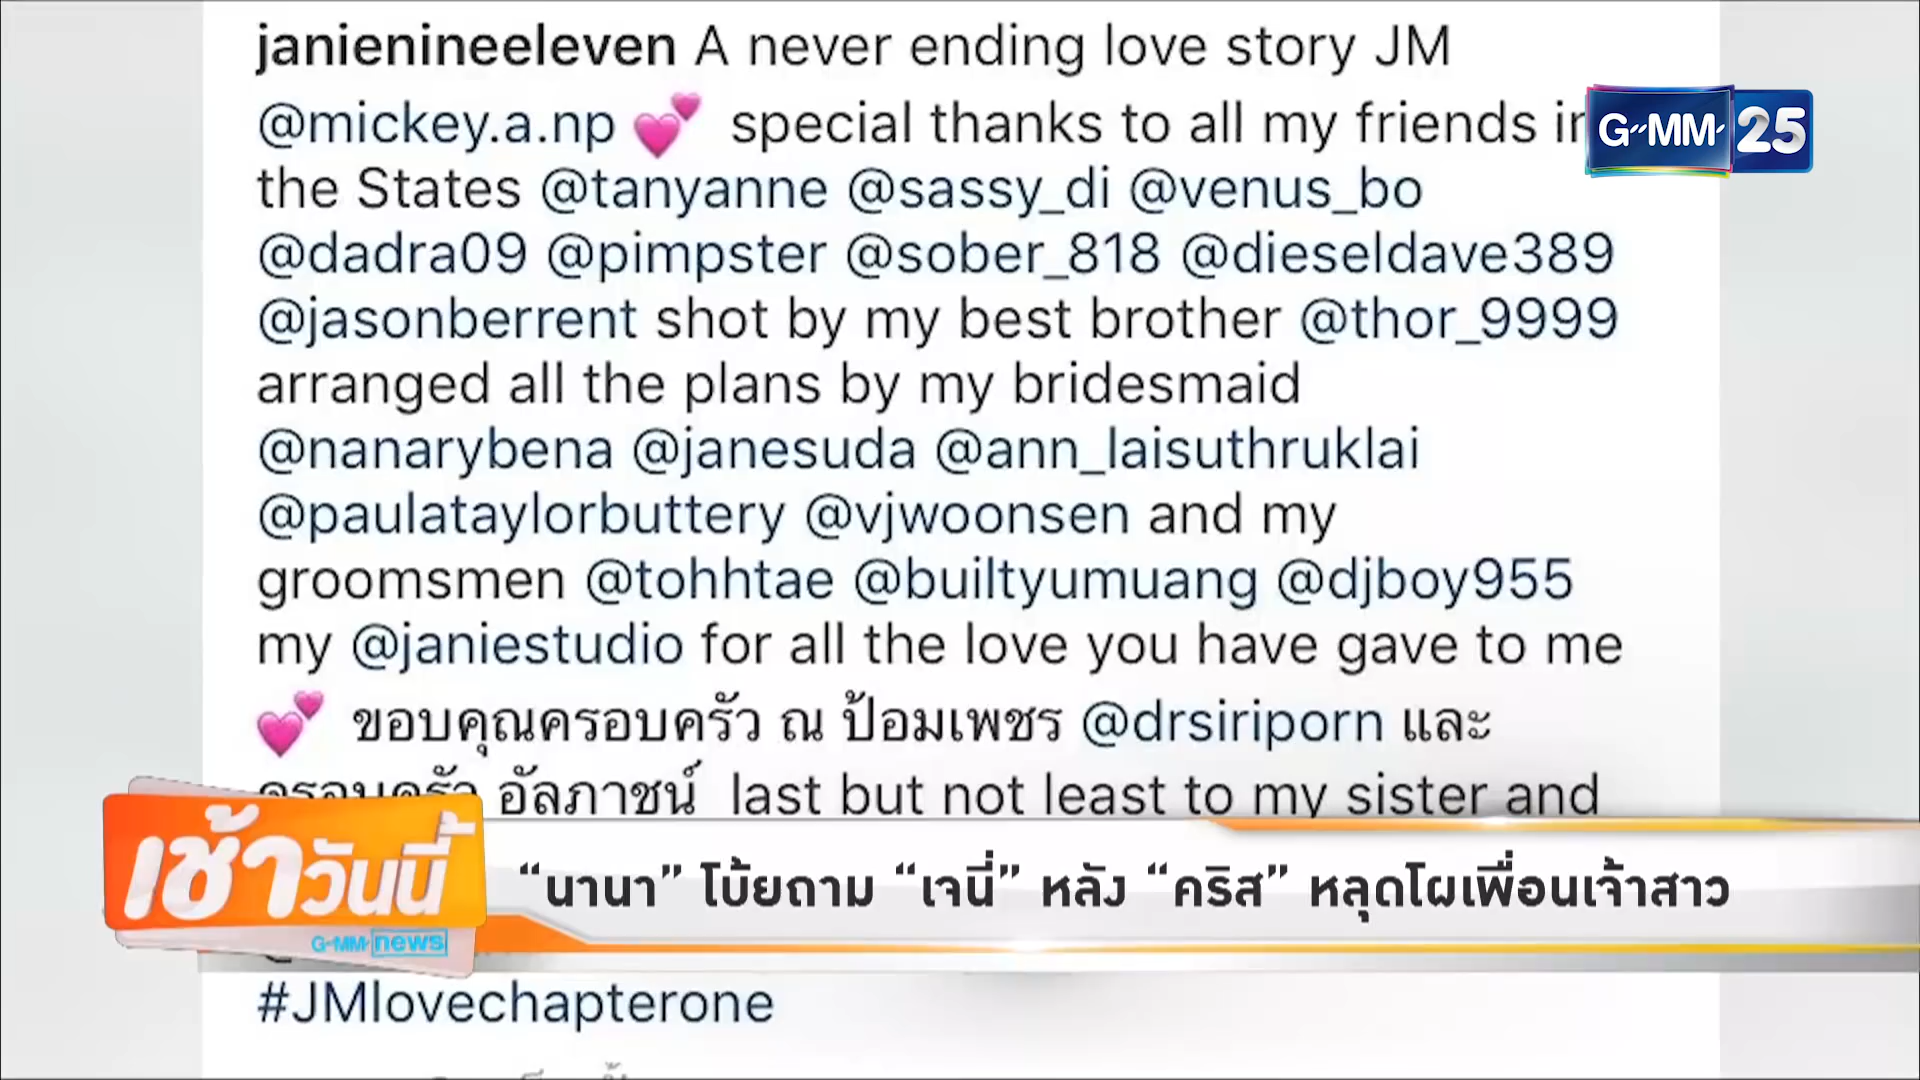 janienineeleven A never ending love story JM
@mickey.a.np 💕 special thanks to all my friends in
the States @tanyanne @sassy_di @venus_bo
@dadra09 @pimpster @sober_818 @dieseldave389
@jasonberrent shot by my best brother @thor_9999
arranged all the plans by my bridesmaid
@nanarybena @janesuda @ann_laisuthruklai
@paulataylorbuttery @vjwoonsen and my
groomsmen @tohhtae @builtyumuang @djboy955
my @janiestudio for all the love you have gave to me
💕 ขอบคุณครอบครัว ณ ป้อมเพชร @drsiriporn และ
ครอบครัว อัลภาชน์ last but not least to my sister and
#JMlovechapterone
G"MM' 25
เช้าวันนี้
G"MM' news
“นานา” โบ้ยถาม “เจนี่” หลัง “คริส” หลุดโผเพื่อนเจ้าสาว